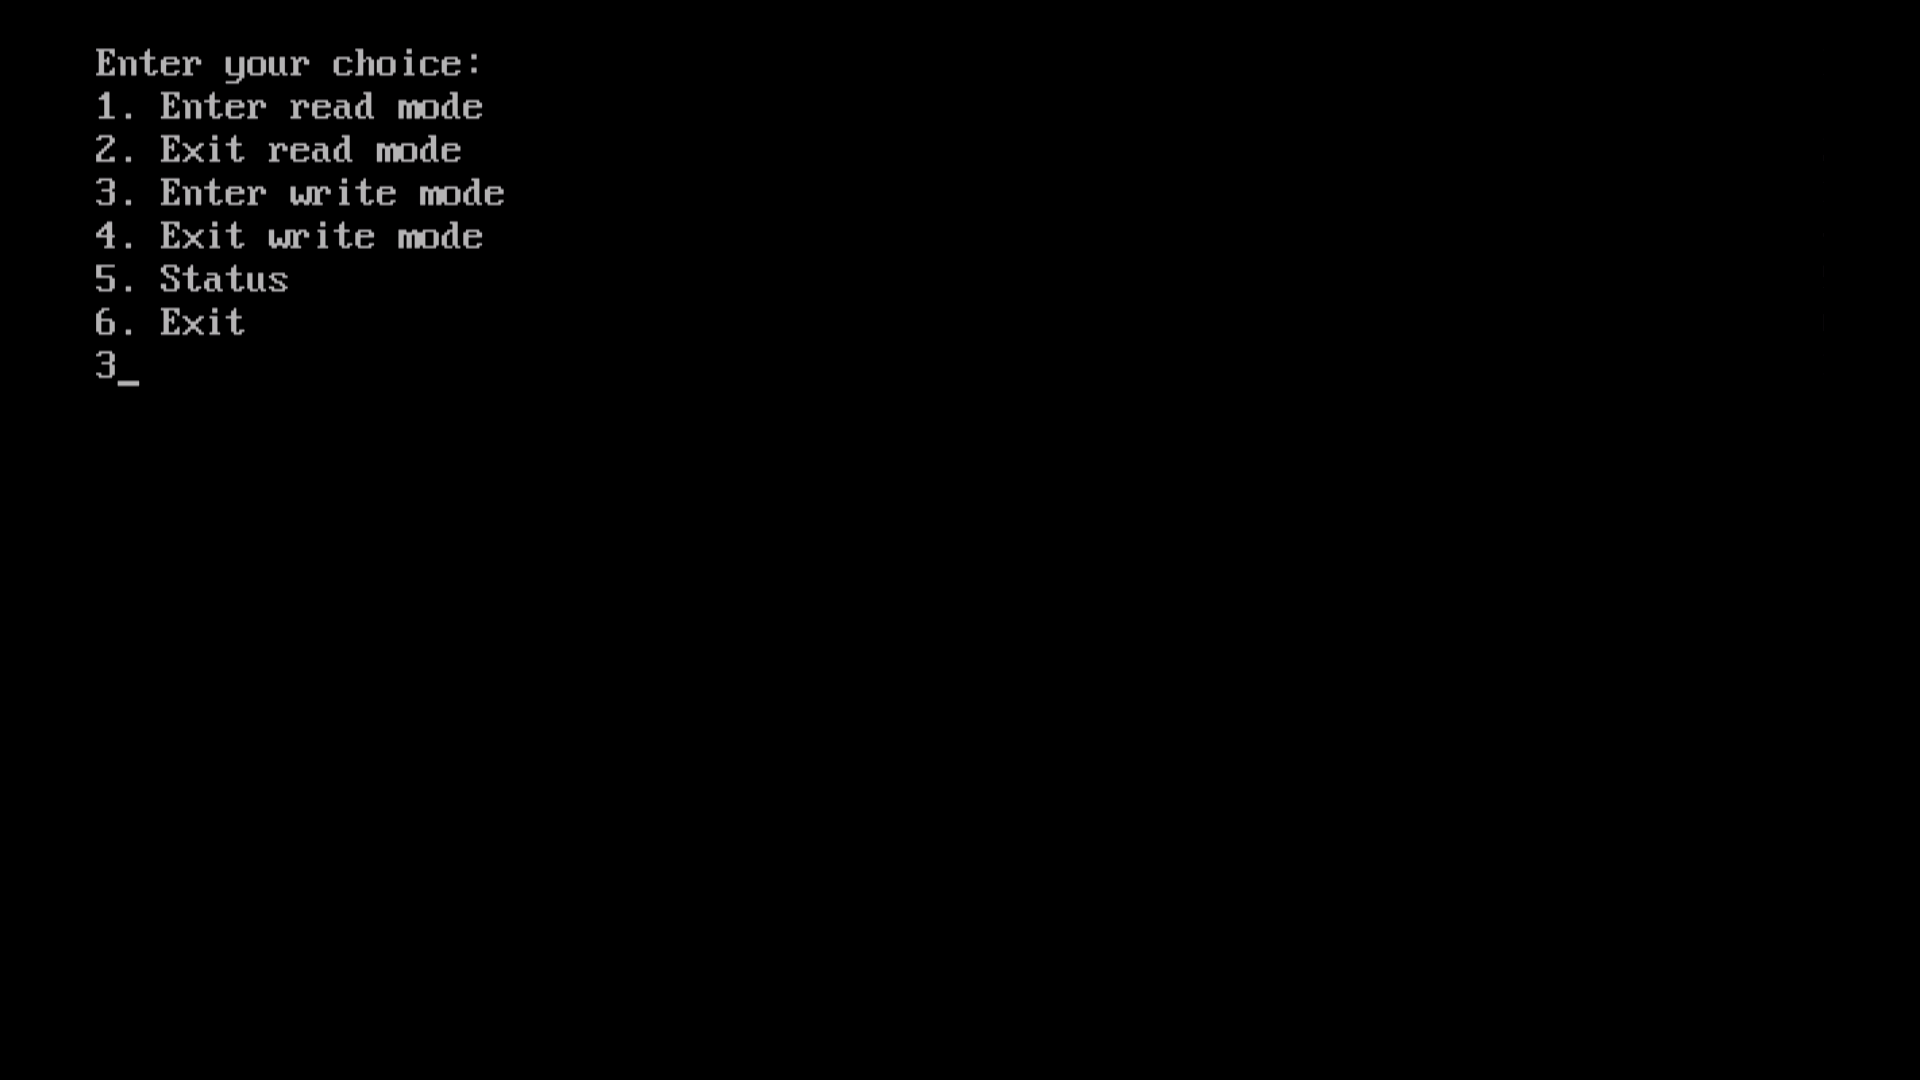 Enter your choice:
1. Enter read mode
2. Exit read mode
3. Enter write mode
4. Exit write mode
5. Status
6. Exit
3_